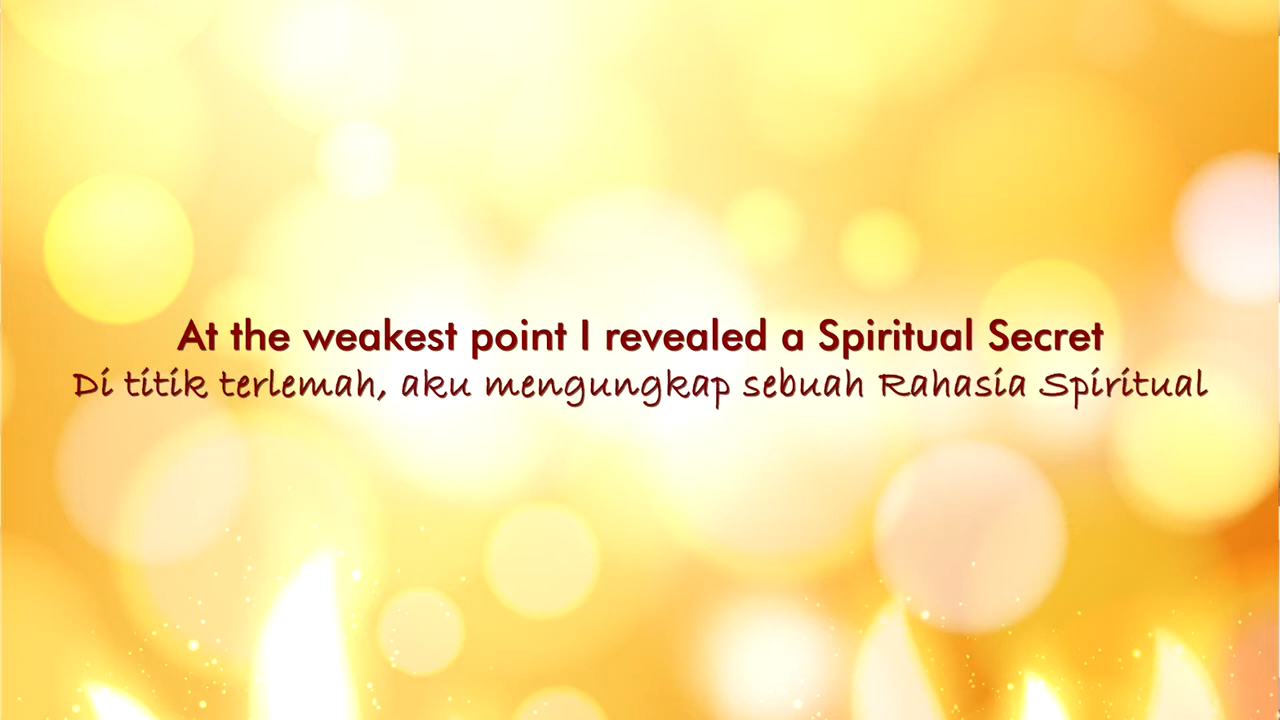 At the weakest point I revealed a Spiritual Secret
Di titik terlemah, aku mengungkap sebuah Rahasia Spiritual